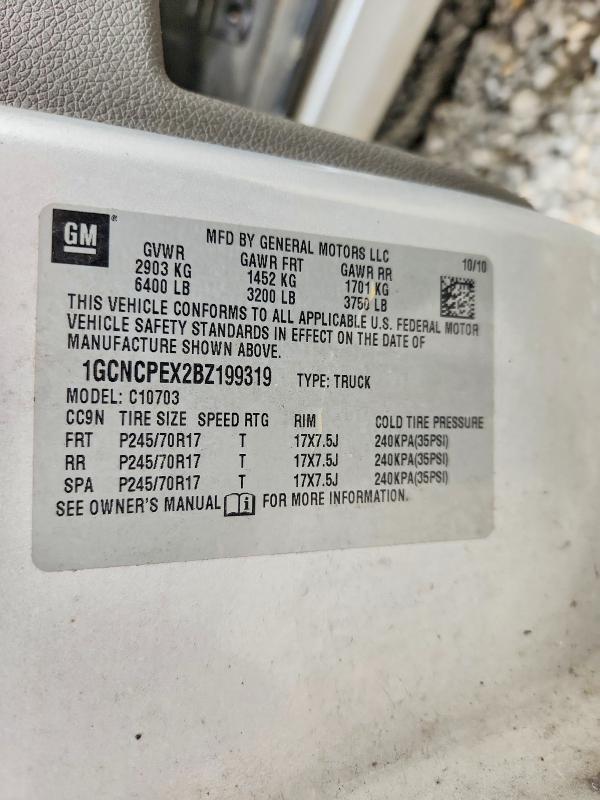 GM ®
MFD BY GENERAL MOTORS LLC 10/10
GVWR GAWR FRT GAWR RR
2903 KG 1452 KG 1701 KG
6400 LB 3200 LB 3750 LB
THIS VEHICLE CONFORMS TO ALL APPLICABLE U.S. FEDERAL MOTOR
VEHICLE SAFETY STANDARDS IN EFFECT ON THE DATE OF
MANUFACTURE SHOWN ABOVE.
1GCNCPEX2BZ199319 TYPE: TRUCK
MODEL: C10703
CC9N TIRE SIZE SPEED RTG RIM COLD TIRE PRESSURE
FRT P245/70R17 T 17X7.5J 240KPA(35PSI)
RR P245/70R17 T 17X7.5J 240KPA(35PSI)
SPA P245/70R17 T 17X7.5J 240KPA(35PSI)
SEE OWNER'S MANUAL i FOR MORE INFORMATION.